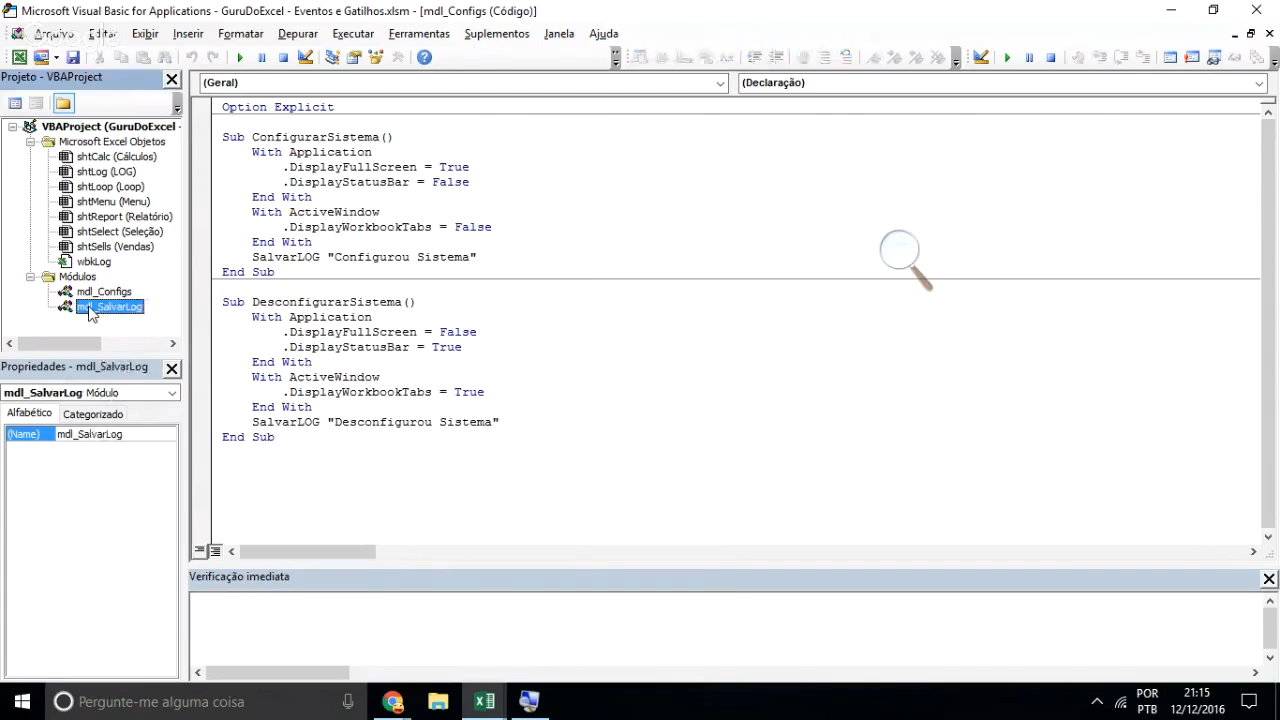 Microsoft Visual Basic for Applications - GuruDoExcel - Eventos e Gatilhos.xlsm - [mdl_Configs (Código)]
Arquivo Editar Exibir Inserir Formatar Depurar Executar Ferramentas Suplementos Janela Ajuda
Projeto - VBAProject
(Geral)
(Declaração)
VBAProject (GuruDoExcel -
Microsoft Excel Objetos
shtCalc (Cálculos)
shtLog (LOG)
shtLoop (Loop)
shtMenu (Menu)
shtReport (Relatório)
shtSelect (Seleção)
shtSells (Vendas)
wbkLog
Módulos
mdl_Configs
mdl_SalvarLog
Propriedades - mdl_SalvarLog
mdl_SalvarLog Módulo
Alfabético Categorizado
(Name) mdl_SalvarLog
Option Explicit
Sub ConfigurarSistema()
With Application
.DisplayFullScreen = True
.DisplayStatusBar = False
End With
With ActiveWindow
.DisplayWorkbookTabs = False
End With
SalvarLOG "Configurou Sistema"
End Sub
Sub DesconfigurarSistema()
With Application
.DisplayFullScreen = False
.DisplayStatusBar = True
End With
With ActiveWindow
.DisplayWorkbookTabs = True
End With
SalvarLOG "Desconfigurou Sistema"
End Sub
Verificação imediata
Pergunte-me alguma coisa
POR
PTB
21:15
12/12/2016